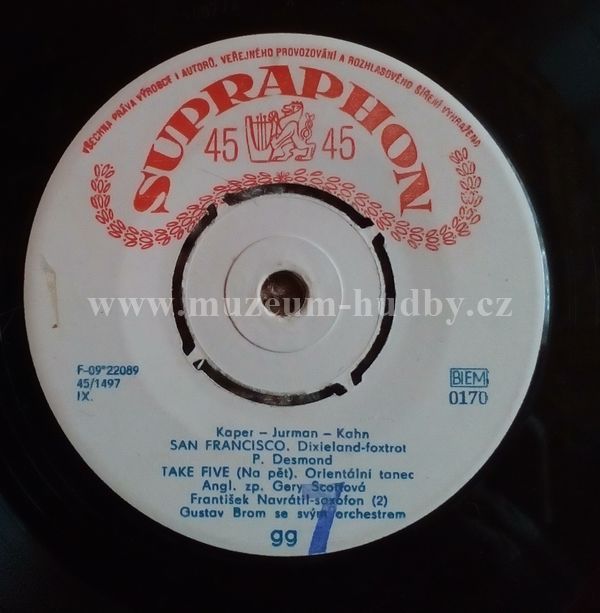 VŠECHNA PRÁVA VÝROBCE I AUTORŮ, VEŘEJNÉHO PROVOZOVÁNÍ A ROZHLASOVÉHO ŠÍŘENÍ VYHRAŽENO
SUPRAPHON
45 45
www.muzeum-hudby.cz
F-09*22089
45/1497
IX.
BIEM
0170
Kaper – Jurman – Kahn
SAN FRANCISCO. Dixieland-foxtrot
P. Desmond
TAKE FIVE (Na pět). Orientální tanec
Angl. zp. Gery Scottová
František Navrátil-saxofon (2)
Gustav Brom se svým orchestrem
gg
7